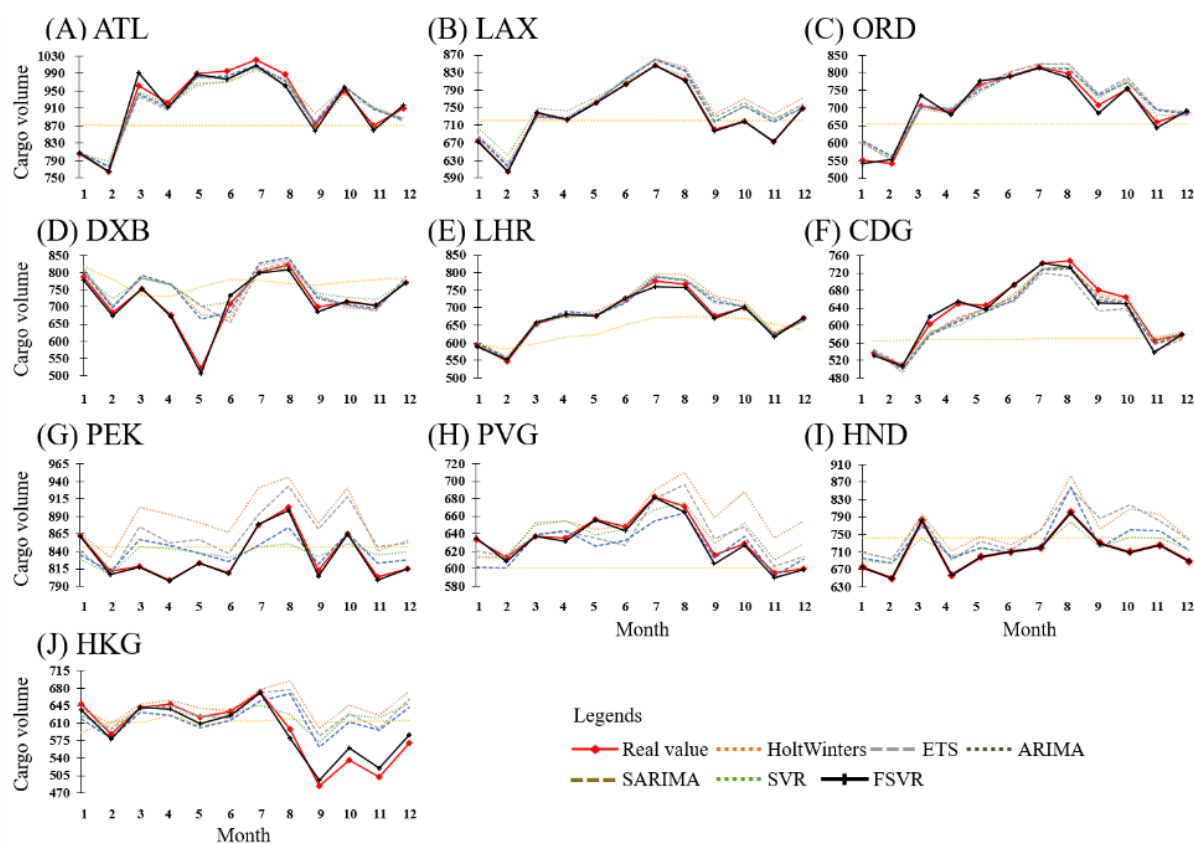 (A) ATL
Cargo volume
1030
990
950
910
870
830
790
750
1 2 3 4 5 6 7 8 9 10 11 12
(B) LAX
870
830
790
750
710
670
630
590
1 2 3 4 5 6 7 8 9 10 11 12
(C) ORD
850
800
750
700
650
600
550
500
1 2 3 4 5 6 7 8 9 10 11 12
(D) DXB
Cargo volume
850
800
750
700
650
600
550
500
1 2 3 4 5 6 7 8 9 10 11 12
(E) LHR
850
800
750
700
650
600
550
500
1 2 3 4 5 6 7 8 9 10 11 12
(F) CDG
760
720
680
640
600
560
520
480
1 2 3 4 5 6 7 8 9 10 11 12
(G) PEK
Cargo volume
965
940
915
890
865
840
815
790
1 2 3 4 5 6 7 8 9 10 11 12
(H) PVG
720
700
680
660
640
620
600
580
1 2 3 4 5 6 7 8 9 10 11 12
Month
(I) HND
910
870
830
790
750
710
670
630
1 2 3 4 5 6 7 8 9 10 11 12
(J) HKG
Cargo volume
715
680
645
610
575
540
505
470
1 2 3 4 5 6 7 8 9 10 11 12
Month
Legends
Real value HoltWinters ETS ARIMA
SARIMA SVR FSVR